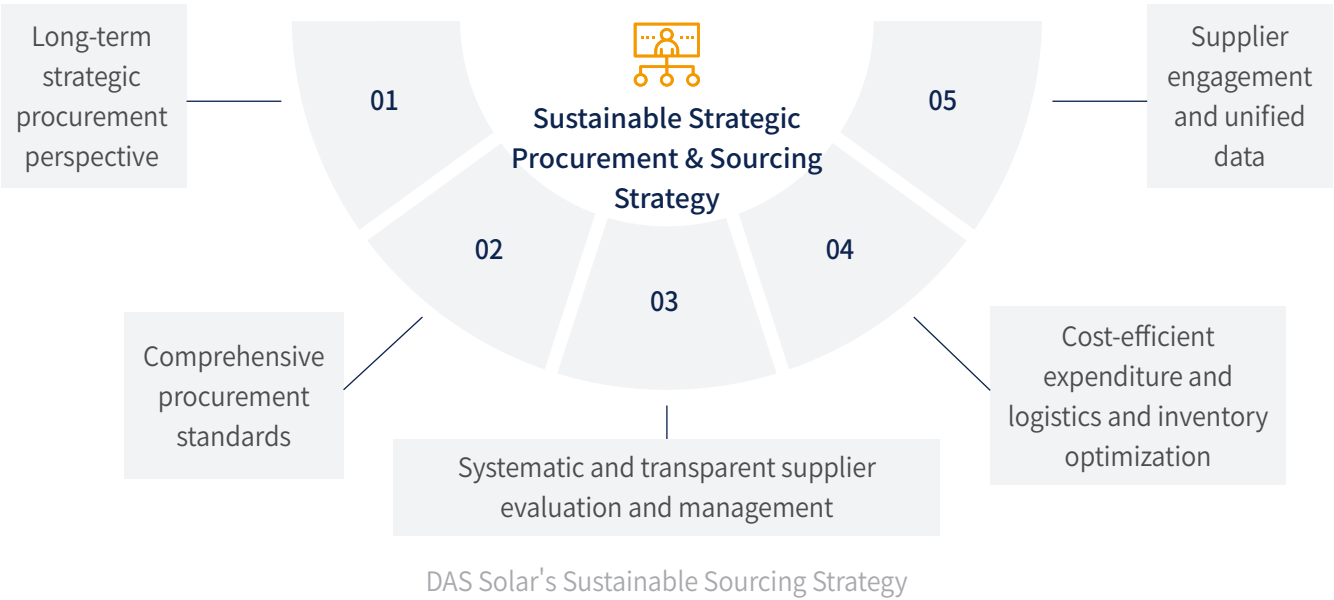 Long-term
strategic
procurement
perspective
01
Sustainable Strategic
Procurement & Sourcing
Strategy
05
Supplier
engagement
and unified
data
02
04
03
Comprehensive
procurement
standards
Cost-efficient
expenditure and
logistics and inventory
optimization
Systematic and transparent supplier
evaluation and management
DAS Solar's Sustainable Sourcing Strategy